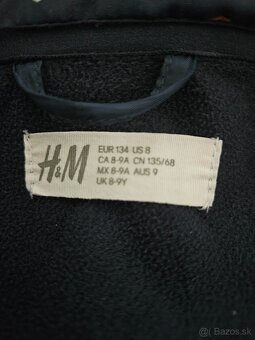 H&M
EUR 134 US 8
CA 8-9A CN 135/68
MX 8-9A AUS 9
UK 8-9Y
Bazos.sk